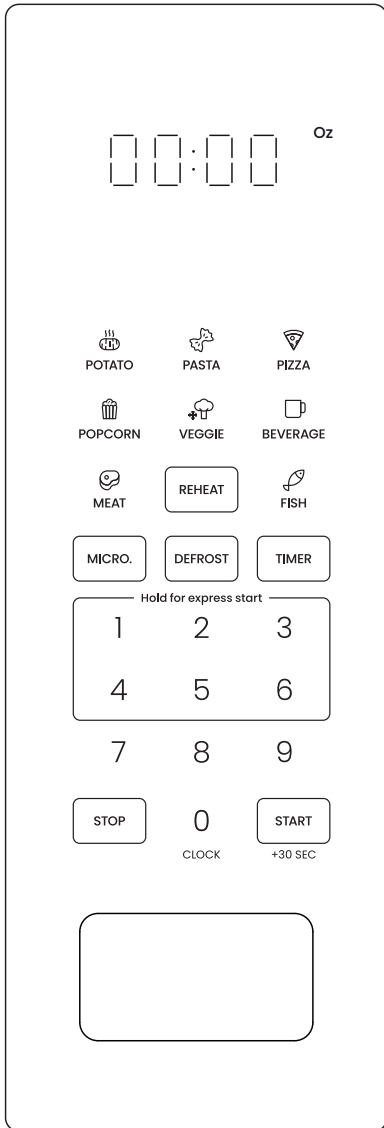 Oz
00:00
POTATO PASTA PIZZA
POPCORN VEGGIE BEVERAGE
MEAT REHEAT FISH
MICRO. DEFROST TIMER
Hold for express start
1 2 3
4 5 6
7 8 9
STOP 0 START
CLOCK +30 SEC